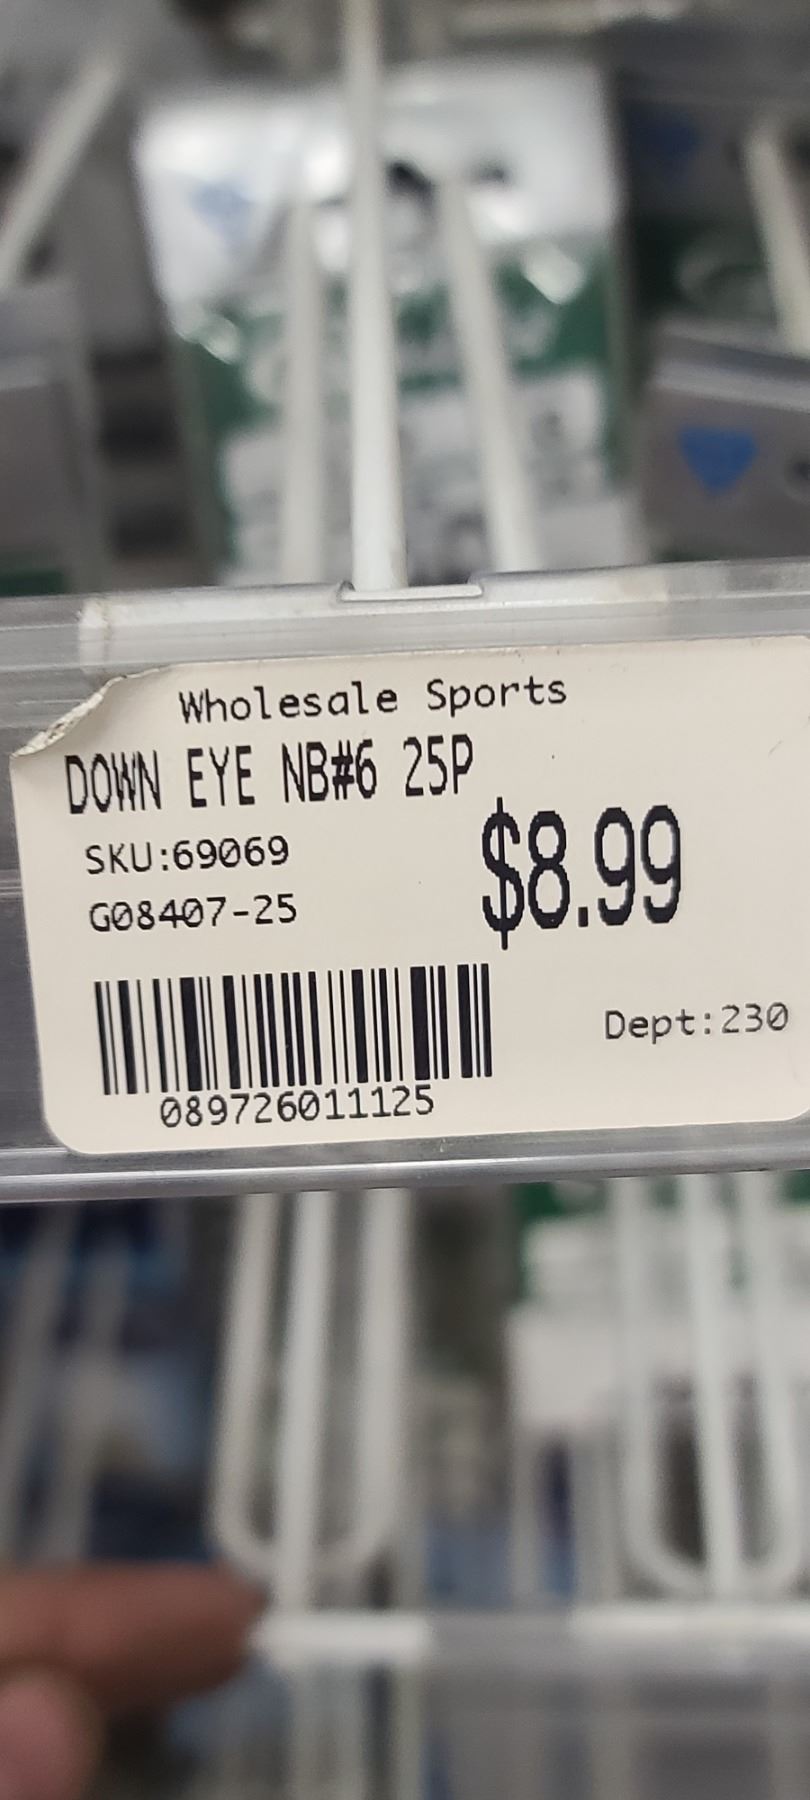 Wholesale Sports
DOWN EYE NB#6 25P
SKU:69069
$8.99
G08407-25
Dept:230
089726011125